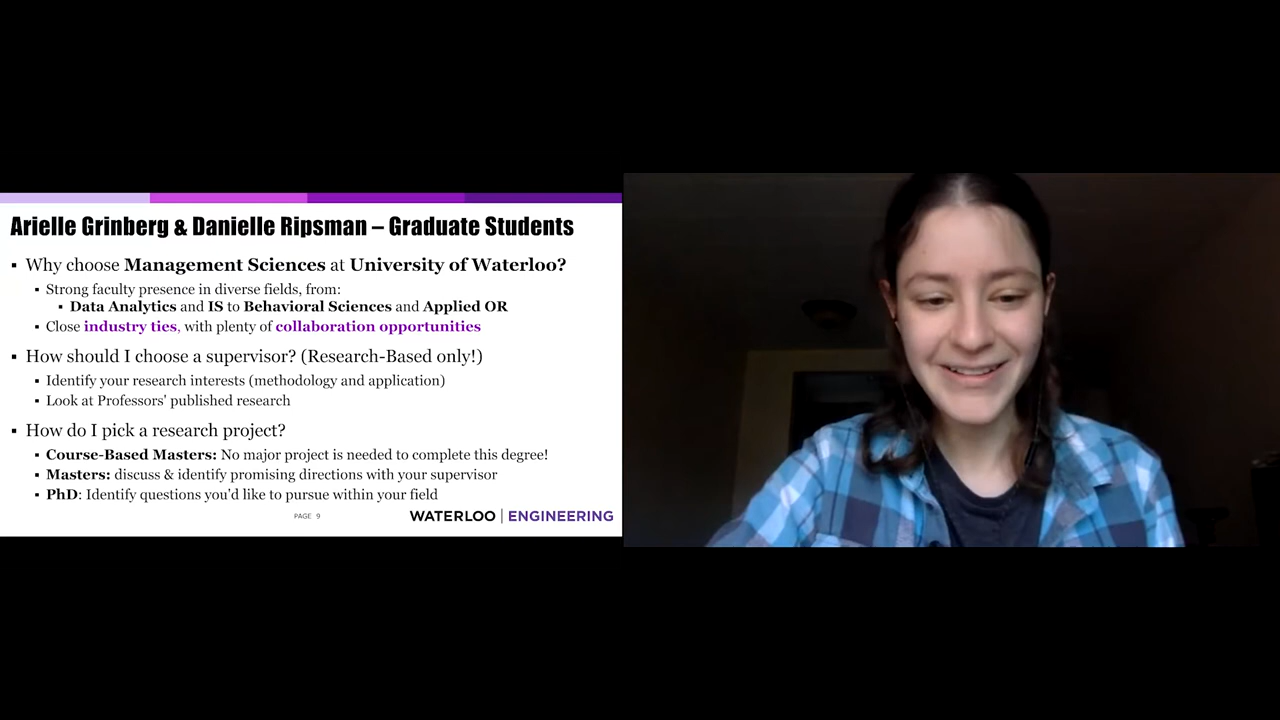 Arielle Grinberg & Danielle Ripsman – Graduate Students
▪ Why choose Management Sciences at University of Waterloo?
▪ Strong faculty presence in diverse fields, from:
▪ Data Analytics and IS to Behavioral Sciences and Applied OR
▪ Close industry ties, with plenty of collaboration opportunities
▪ How should I choose a supervisor? (Research-Based only!)
▪ Identify your research interests (methodology and application)
▪ Look at Professors' published research
▪ How do I pick a research project?
▪ Course-Based Masters: No major project is needed to complete this degree!
▪ Masters: discuss & identify promising directions with your supervisor
▪ PhD: Identify questions you'd like to pursue within your field
PAGE 9
WATERLOO | ENGINEERING